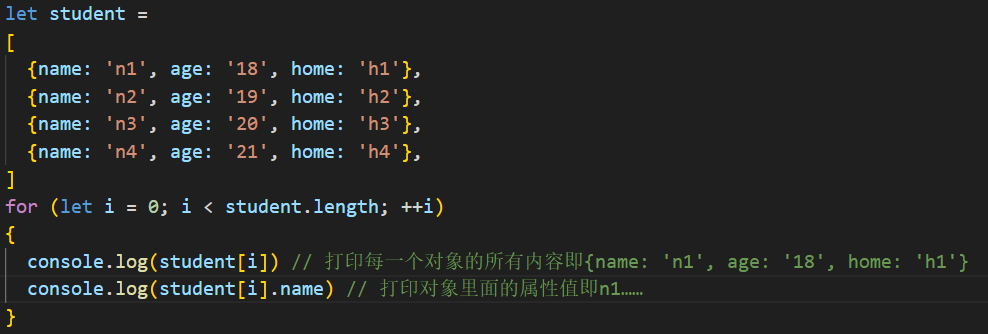 let student =
[
  {name: 'n1', age: '18', home: 'h1'},
  {name: 'n2', age: '19', home: 'h2'},
  {name: 'n3', age: '20', home: 'h3'},
  {name: 'n4', age: '21', home: 'h4'},
]
for (let i = 0; i < student.length; ++i)
{
  console.log(student[i]) // 打印每一个对象的所有内容即{name: 'n1', age: '18', home: 'h1'}
  console.log(student[i].name) // 打印对象里面的属性值即n1……
}